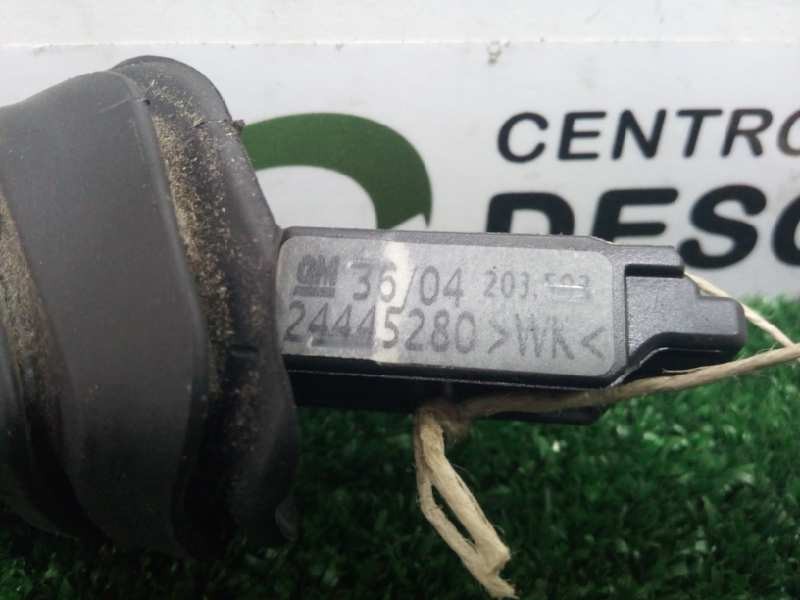 CENTRO
DESC
GM 36/04 203.593
24445280 >WK<